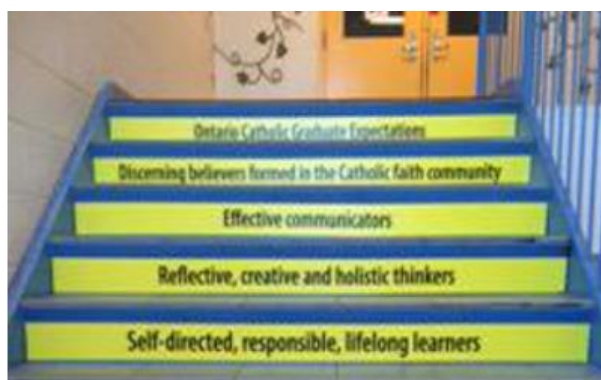 Ontario Catholic Graduate Expectations
Discerning believers formed in the Catholic faith community
Effective communicators
Reflective, creative and holistic thinkers
Self-directed, responsible, lifelong learners